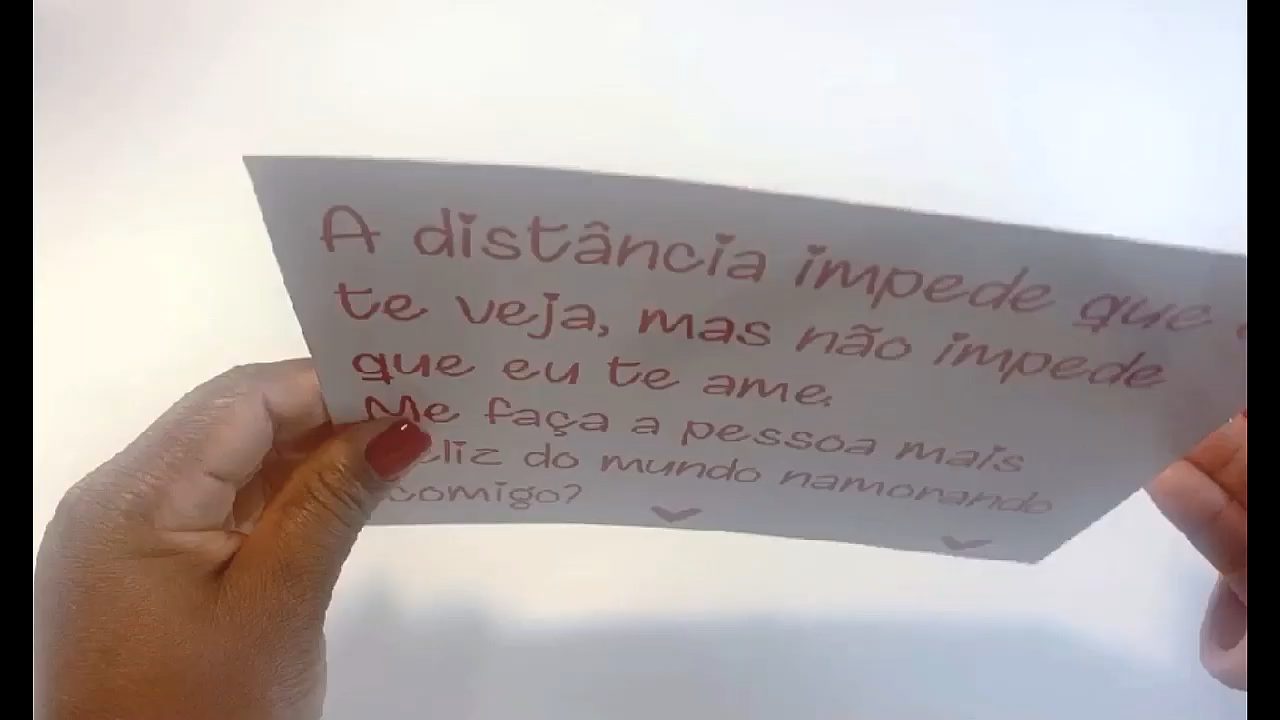 A distância impede que
te veja, mas não impede
que eu te ame.
Me faça a pessoa mais
feliz do mundo namorando
comigo?